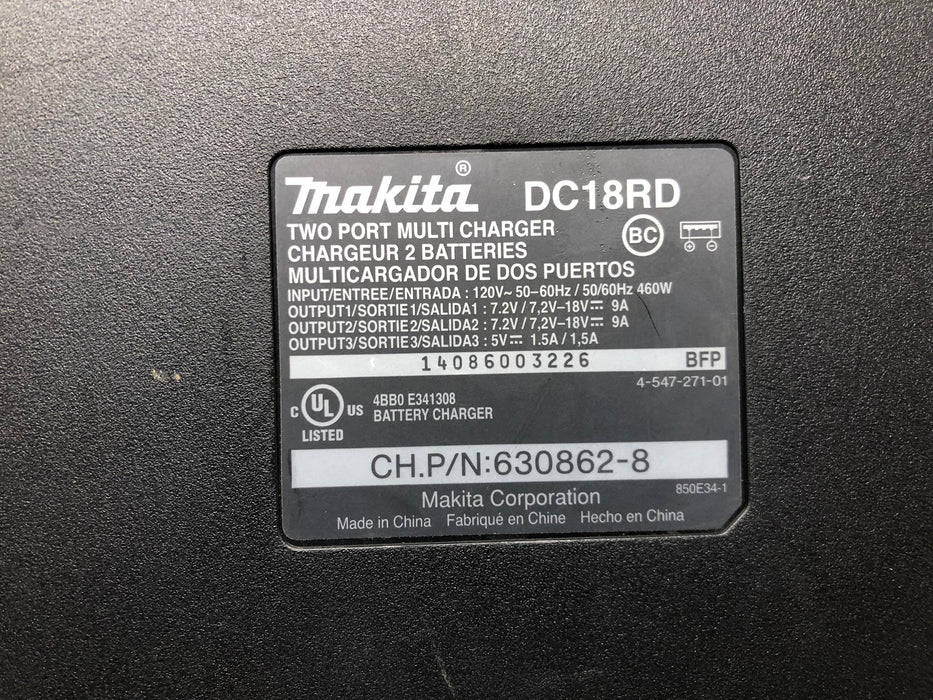 makita® DC18RD
TWO PORT MULTI CHARGER
CHARGEUR 2 BATTERIES
BC
MULTICARGADOR DE DOS PUERTOS
INPUT/ENTREE/ENTRADA : 120V~ 50–60Hz / 50/60Hz 460W
OUTPUT1/SORTIE1/SALIDA1 : 7.2V / 7,2V–18V⎓ 9A
OUTPUT2/SORTIE2/SALIDA2 : 7.2V / 7,2V–18V⎓ 9A
OUTPUT3/SORTIE3/SALIDA3 : 5V⎓ 1.5A / 1,5A
14086003226 BFP
4-547-271-01
C UL US
LISTED
4BB0 E341308
BATTERY CHARGER
CH.P/N:630862-8
850E34-1
Makita Corporation
Made in China Fabriqué en Chine Hecho en China